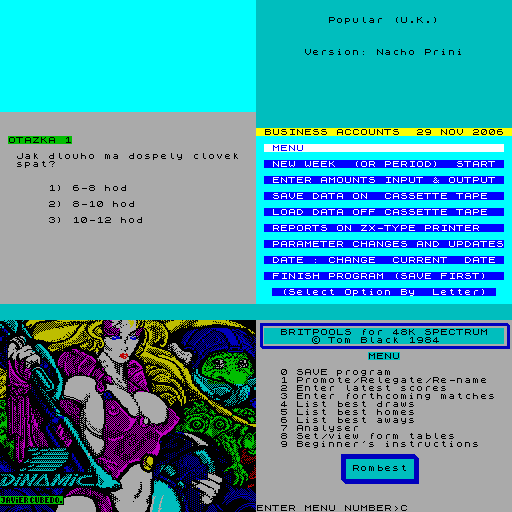 Popular (U.K.)
Version: Nacho Prini
OTAZKA 1
Jak dlouho ma dospely clovek
spat?
1) 6-8 hod
2) 8-10 hod
3) 10-12 hod
BUSINESS ACCOUNTS 29 NOV 2006
MENU
NEW WEEK (OR PERIOD) START
ENTER AMOUNTS INPUT & OUTPUT
SAVE DATA ON CASSETTE TAPE
LOAD DATA OFF CASSETTE TAPE
REPORTS ON ZX-TYPE PRINTER
PARAMETER CHANGES AND UPDATES
DATE : CHANGE CURRENT DATE
FINISH PROGRAM (SAVE FIRST)
(Select Option By Letter)
DINAMIC
JAVIER CUBEDO.
BRITPOOLS for 48K SPECTRUM
© Tom Black 1984
MENU
0 SAVE program
1 Promote/Relegate/Re-name
2 Enter latest scores
3 Enter forthcoming matches
4 List best draws
5 List best homes
6 List best aways
7 Analyser
8 Set/view form tables
9 Beginner's instructions
Rombest
ENTER MENU NUMBER>C